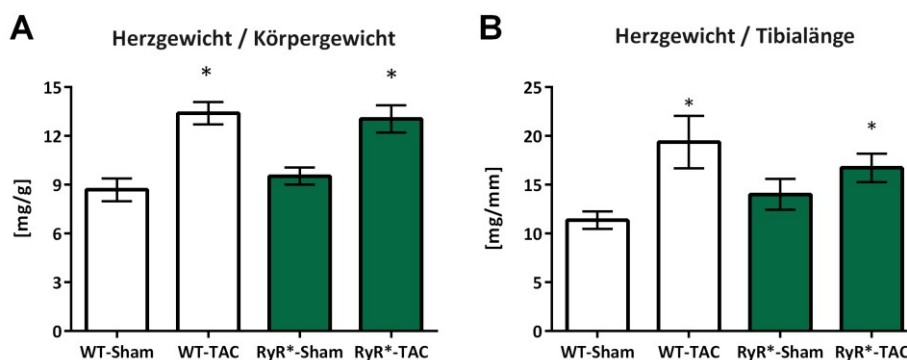 A
Herzgewicht / Körpergewicht
[mg/g]
15
12
9
6
3
0
*
*
WT-Sham WT-TAC RyR*-Sham RyR*-TAC
B
Herzgewicht / Tibialänge
[mg/mm]
25
20
15
10
5
0
*
*
WT-Sham WT-TAC RyR*-Sham RyR*-TAC